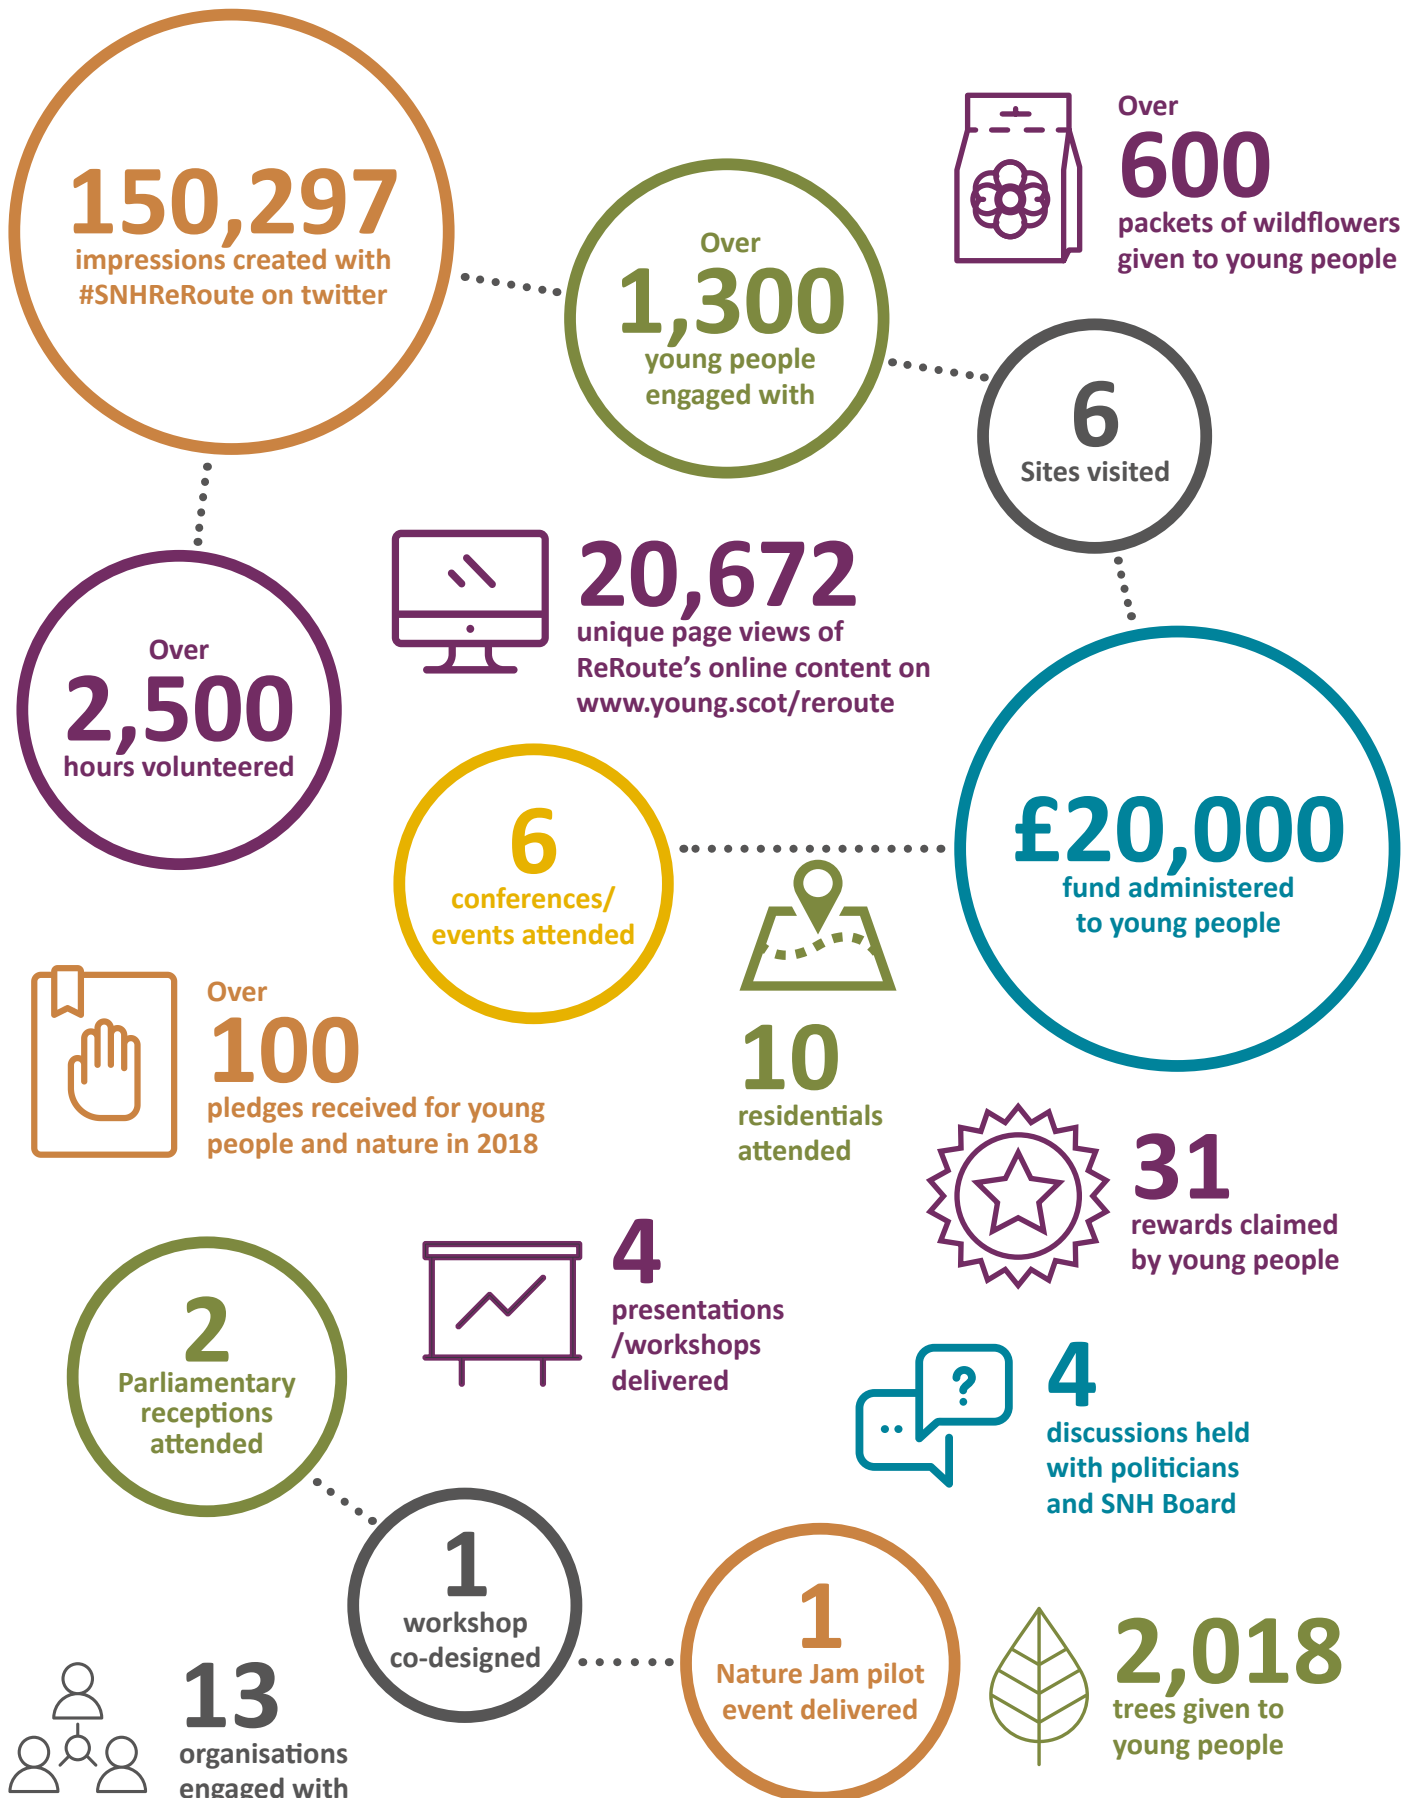 150,297
impressions created with
#SNHReRoute on twitter
Over
1,300
young people
engaged with
Over
600
packets of wildflowers
given to young people
6
Sites visited
Over
2,500
hours volunteered
20,672
unique page views of
ReRoute's online content on
www.young.scot/reroute
6
conferences/
events attended
£20,000
fund administered
to young people
Over
100
pledges received for young
people and nature in 2018
10
residentials
attended
31
rewards claimed
by young people
2
Parliamentary
receptions
attended
4
presentations
/workshops
delivered
?
4
discussions held
with politicians
and SNH Board
1
workshop
co-designed
1
Nature Jam pilot
event delivered
2,018
trees given to
young people
13
organisations
engaged with